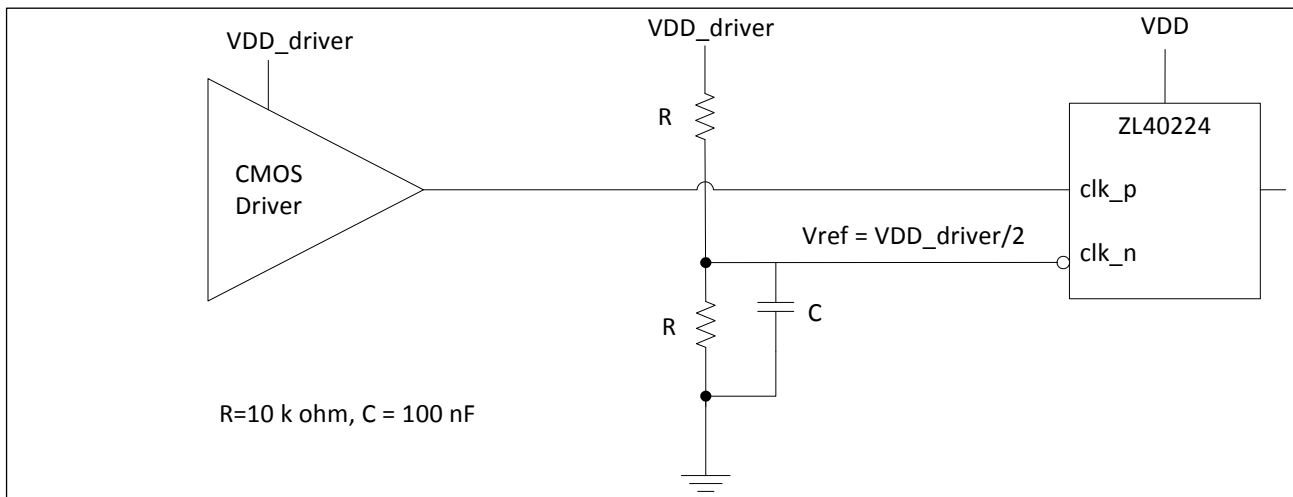 VDD_driver
VDD_driver
VDD
R
ZL40224
CMOS
Driver
clk_p
Vref = VDD_driver/2
clk_n
R
C
R=10 k ohm, C = 100 nF